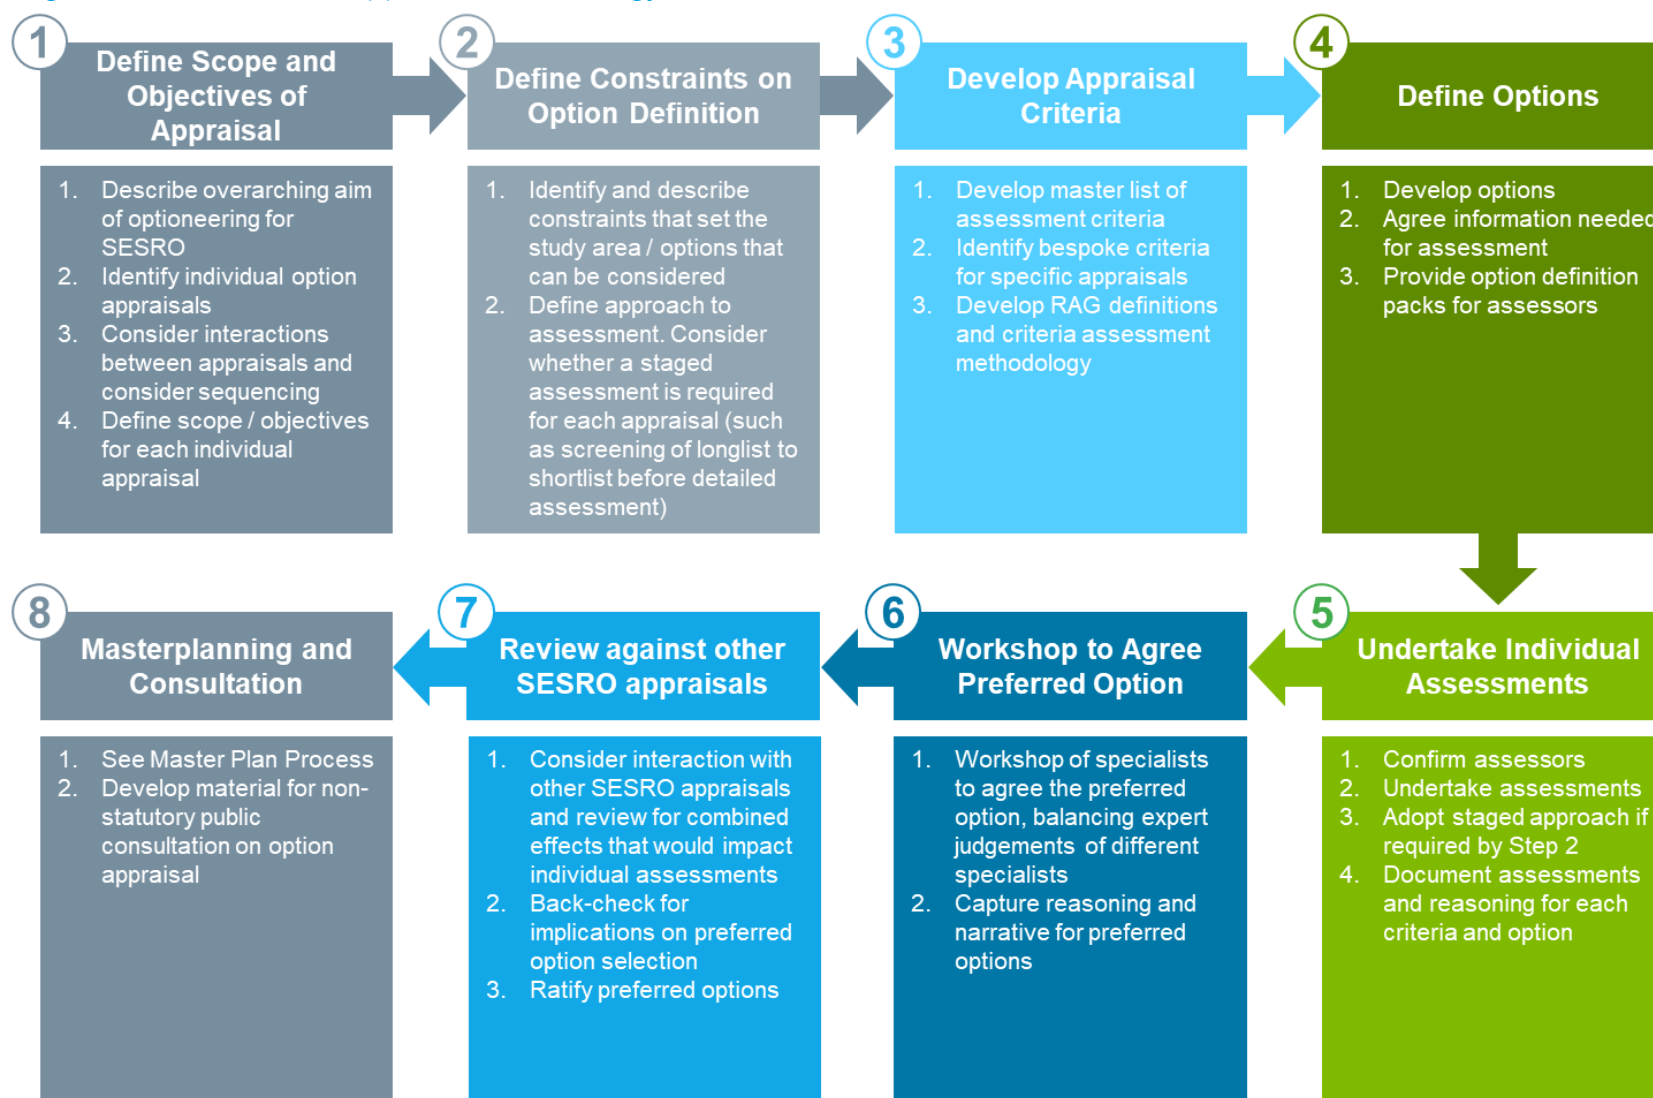 1
Define Scope and
Objectives of
Appraisal
1. Describe overarching aim
of optioneering for
SESRO
2. Identify individual option
appraisals
3. Consider interactions
between appraisals and
consider sequencing
4. Define scope / objectives
for each individual
appraisal
2
Define Constraints on
Option Definition
1. Identify and describe
constraints that set the
study area / options that
can be considered
2. Define approach to
assessment. Consider
whether a staged
assessment is required
for each appraisal (such
as screening of longlist to
shortlist before detailed
assessment)
3
Develop Appraisal
Criteria
1. Develop master list of
assessment criteria
2. Identify bespoke criteria
for specific appraisals
3. Develop RAG definitions
and criteria assessment
methodology
4
Define Options
1. Develop options
2. Agree information needed
for assessment
3. Provide option definition
packs for assessors
5
Undertake Individual
Assessments
1. Confirm assessors
2. Undertake assessments
3. Adopt staged approach if
required by Step 2
4. Document assessments
and reasoning for each
criteria and option
6
Workshop to Agree
Preferred Option
1. Workshop of specialists
to agree the preferred
option, balancing expert
judgements of different
specialists
2. Capture reasoning and
narrative for preferred
options
7
Review against other
SESRO appraisals
1. Consider interaction with
other SESRO appraisals
and review for combined
effects that would impact
individual assessments
2. Back-check for
implications on preferred
option selection
3. Ratify preferred options
8
Masterplanning and
Consultation
1. See Master Plan Process
2. Develop material for non-
statutory public
consultation on option
appraisal